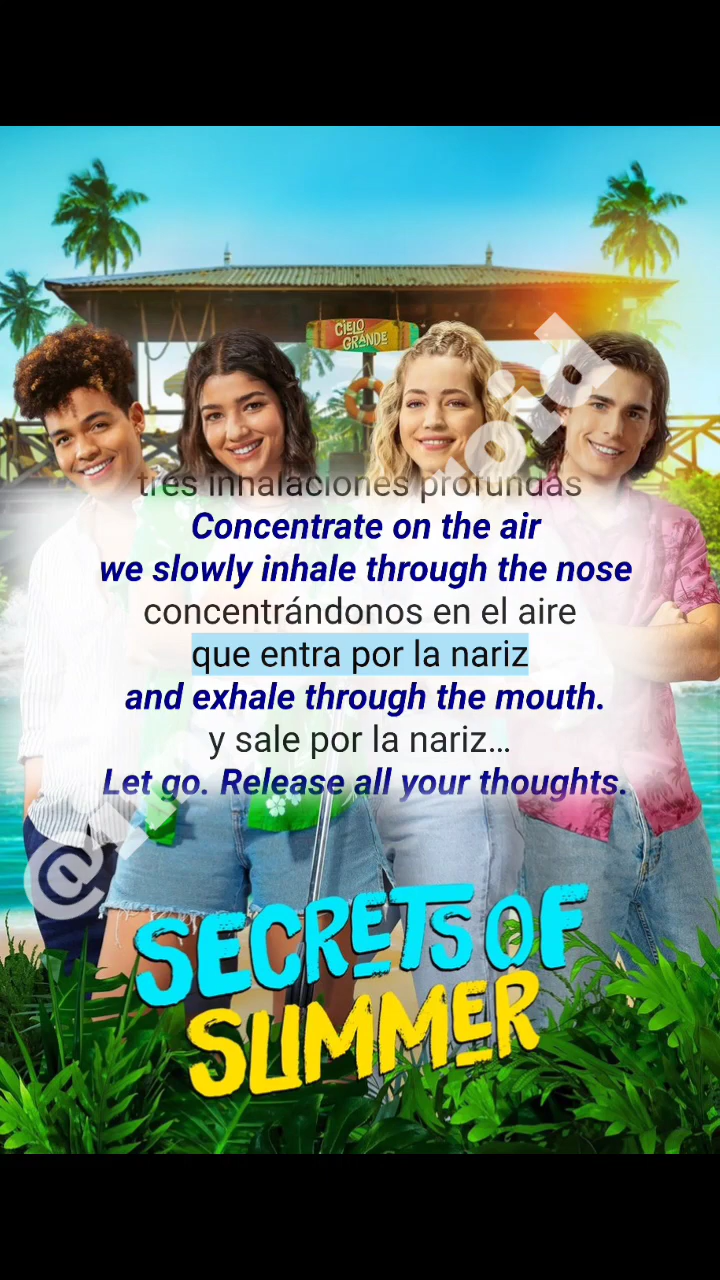 CIELO
GRANDE
tres inhalaciones profundas
Concentrate on the air
we slowly inhale through the nose
concentrándonos en el aire
que entra por la nariz
and exhale through the mouth.
y sale por la nariz...
Let go. Release all your thoughts.
SECRETS OF
SUMMER